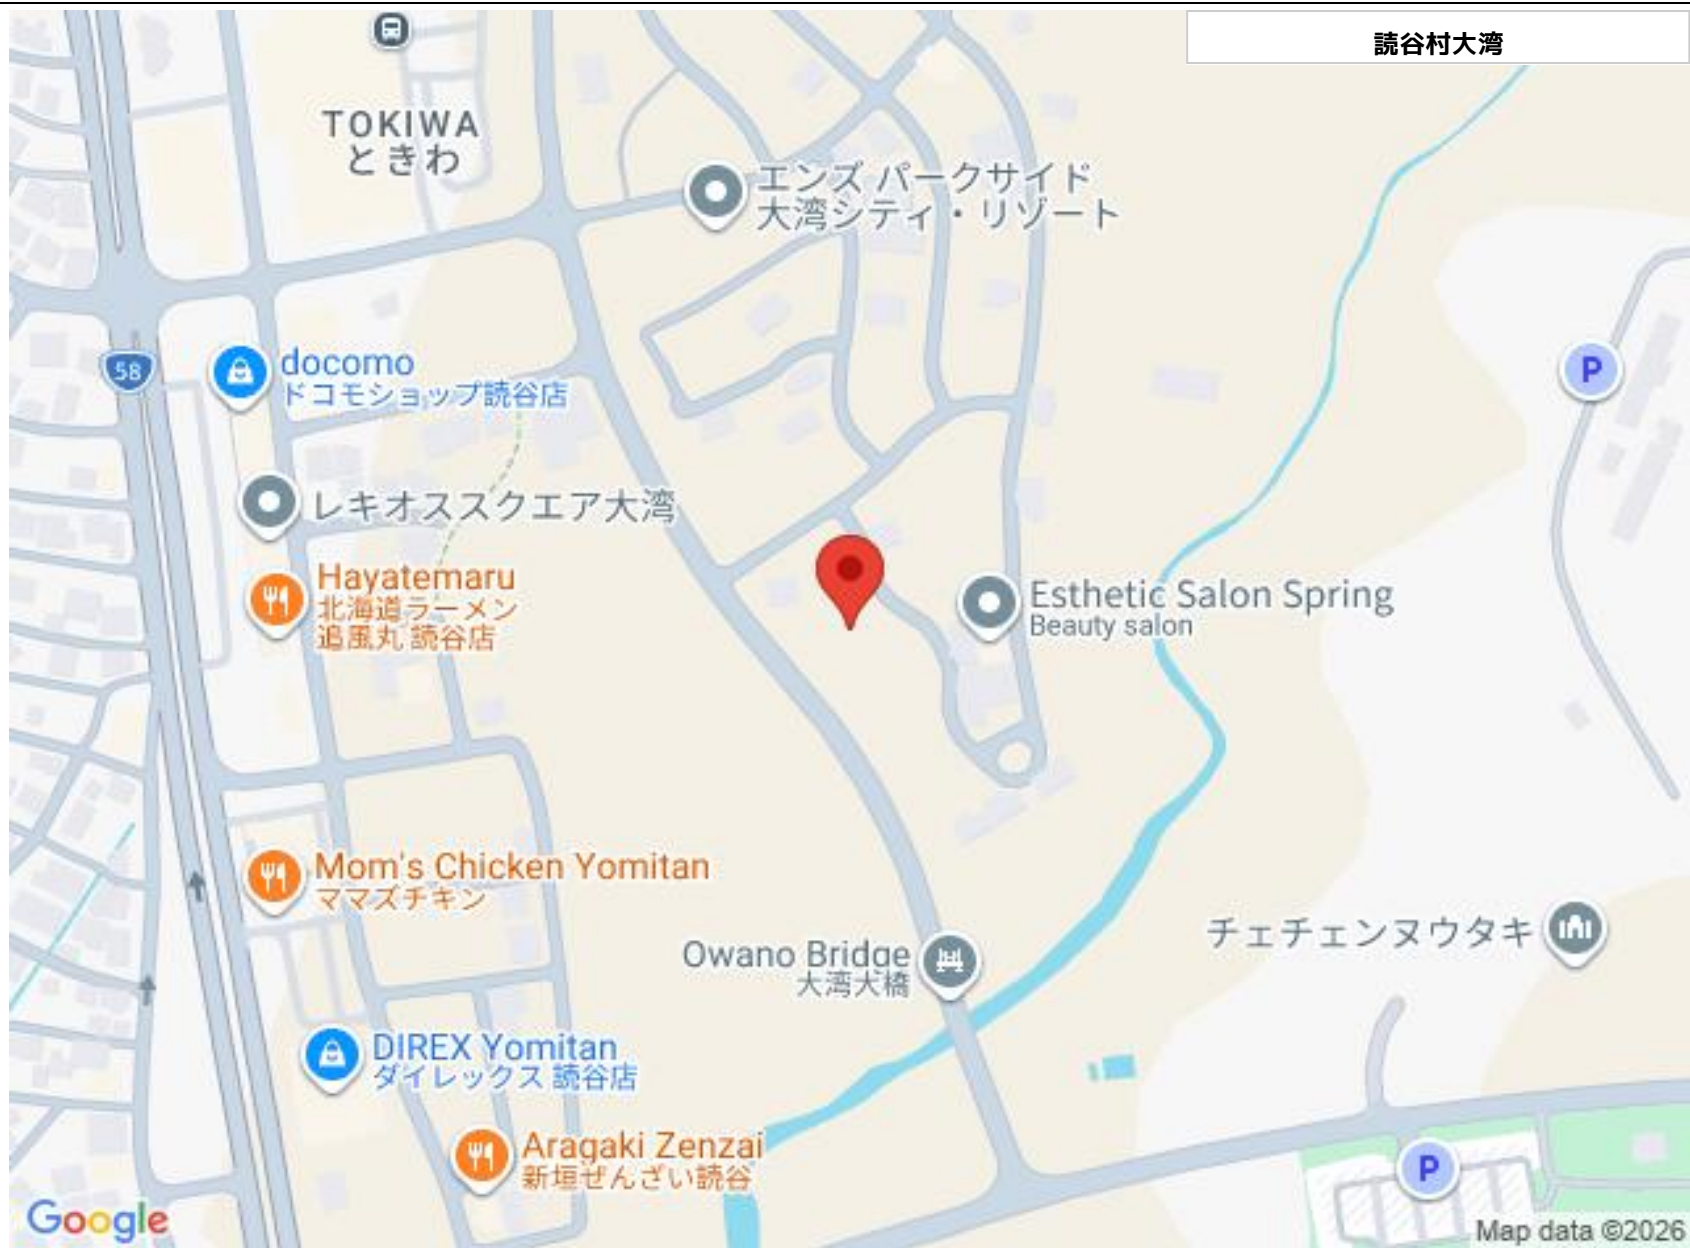 読谷村大湾
TOKIWA
ときわ
エンズ パークサイド
大湾シティ・リゾート
58
docomo
ドコモショップ読谷店
P
レキオススクエア大湾
Hayatemaru
北海道ラーメン
追風丸 読谷店
Esthetic Salon Spring
Beauty salon
Mom's Chicken Yomitan
ママズチキン
Owano Bridge
大湾大橋
チェチェンヌウタキ
DIREX Yomitan
ダイレックス 読谷店
Aragaki Zenzai
新垣ぜんざい読谷
P
Google
Map data ©2026